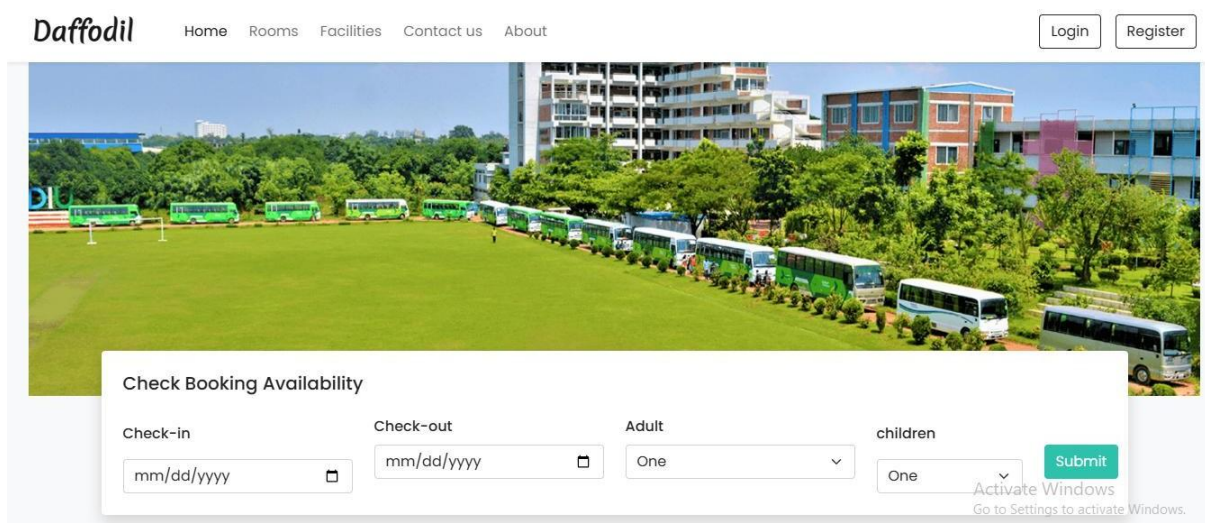 Daffodil Home Rooms Facilities Contact us About Login Register
DIU
Check Booking Availability
Check-in Check-out Adult children
mm/dd/yyyy mm/dd/yyyy One One Submit
Activate Windows
Go to Settings to activate Windows.